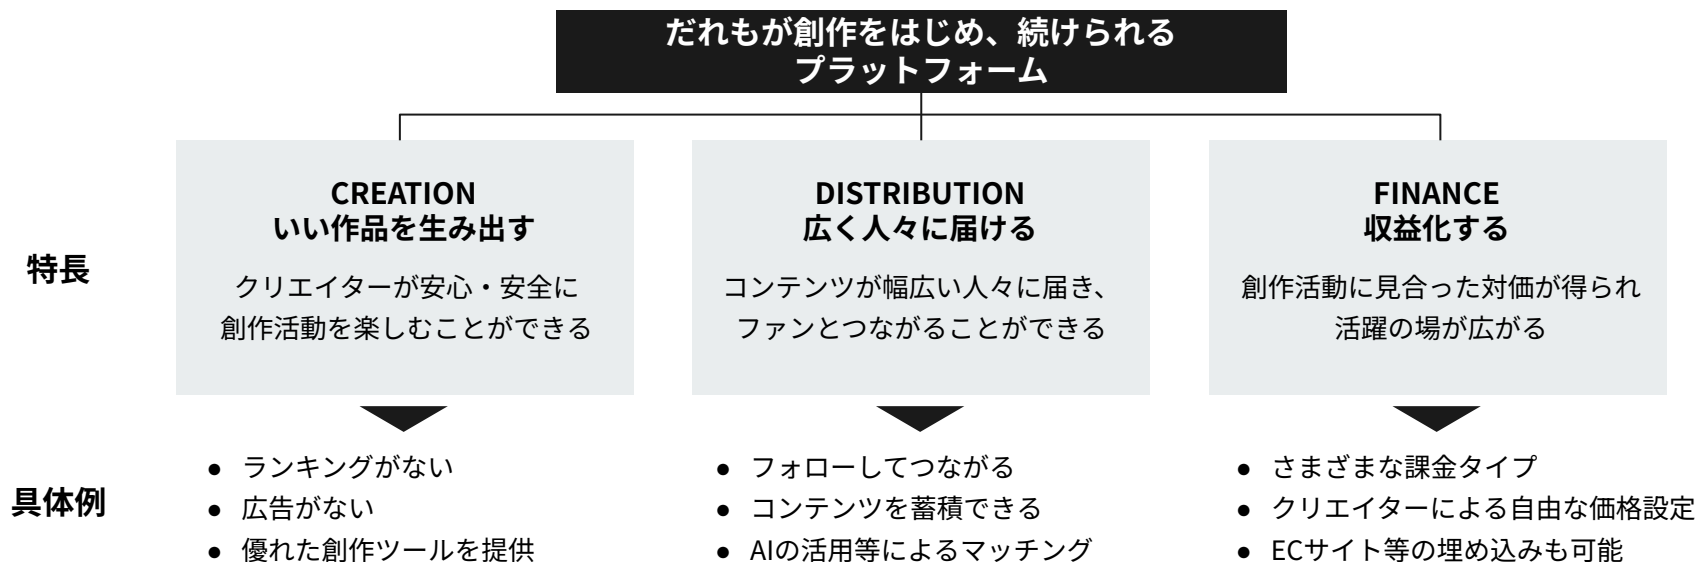 だれもが創作をはじめ、続けられる
プラットフォーム
特長
CREATION
いい作品を生み出す
クリエイターが安心・安全に
創作活動を楽しむことができる
DISTRIBUTION
広く人々に届ける
コンテンツが幅広い人々に届き、
ファンとつながることができる
FINANCE
収益化する
創作活動に見合った対価が得られ
活躍の場が広がる
具体例
● ランキングがない
● 広告がない
● 優れた創作ツールを提供
● フォローしてつながる
● コンテンツを蓄積できる
● AIの活用等によるマッチング
● さまざまな課金タイプ
● クリエイターによる自由な価格設定
● ECサイト等の埋め込みも可能